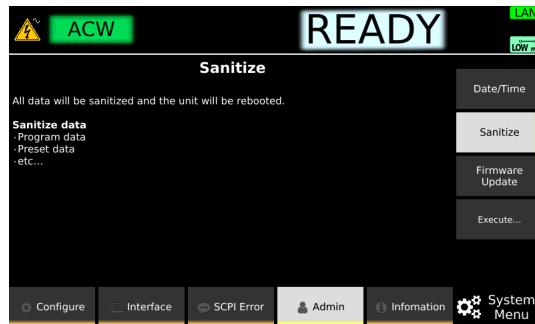 ACW
READY
LAN
LOW
Sanitize
All data will be sanitized and the unit will be rebooted.
Sanitize data
·Program data
·Preset data
·etc...
Date/Time
Sanitize
Firmware
Update
Execute...
Configure
Interface
SCPI Error
Admin
Infomation
System
Menu